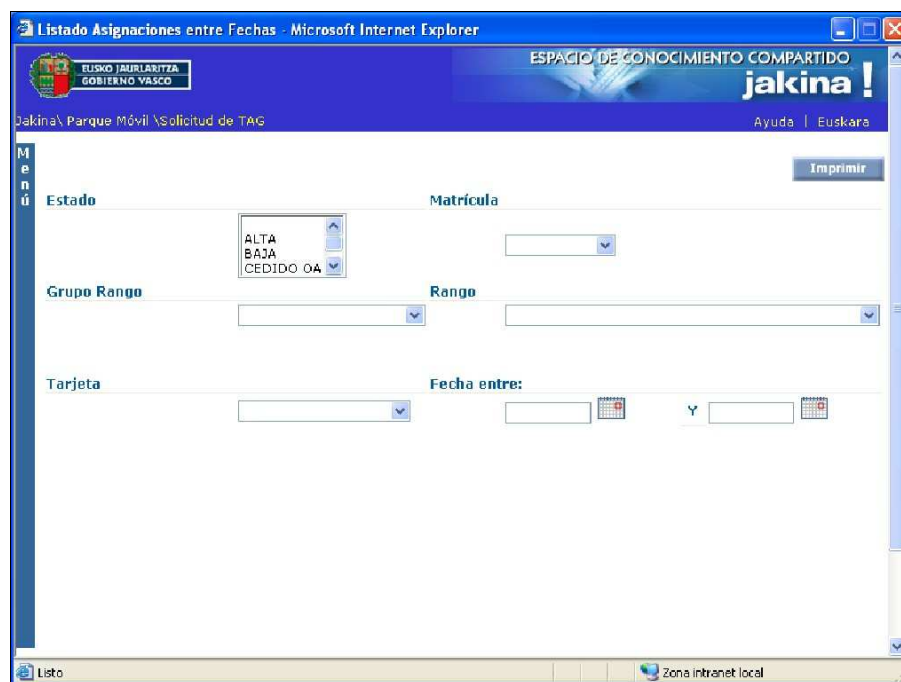 Listado Asignaciones entre Fechas - Microsoft Internet Explorer
EUSKO JAURLARITZA
GOBIERNO VASCO
ESPACIO DE CONOCIMIENTO COMPARTIDO
jakina!
Jakina\ Parque Móvil \Solicitud de TAG
Ayuda | Euskara
Menú
Imprimir
Estado
Matrícula
ALTA
BAJA
CEDIDO OA
Grupo Rango
Rango
Tarjeta
Fecha entre:
Y
Listo
Zona intranet local